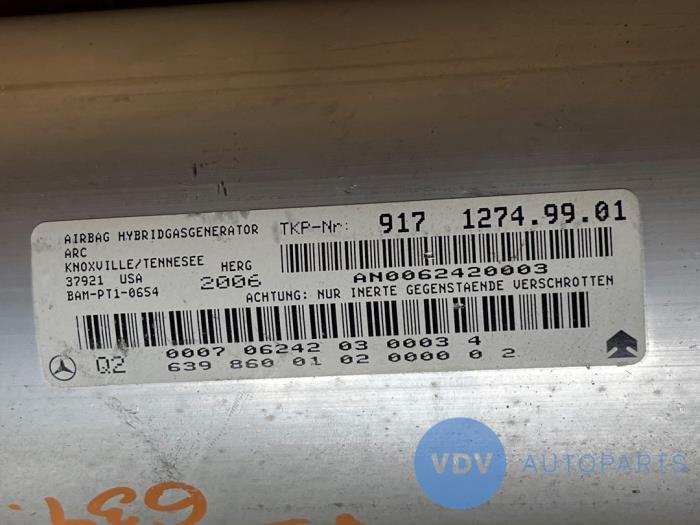 AIRBAG HYBRIDGASGENERATOR
ARC
KNOXVILLE/TENNESEE
37921 USA HERG
BAM-PT1-0654 2006
TKP-Nr: 917 1274.99.01
AN0062420003
ACHTUNG: NUR INERTE GEGENSTAENDE VERSCHROTTEN
Q2 0007 06242 03 0003 4
639 860 01 02 0000 0 2
VDV AUTOPARTS